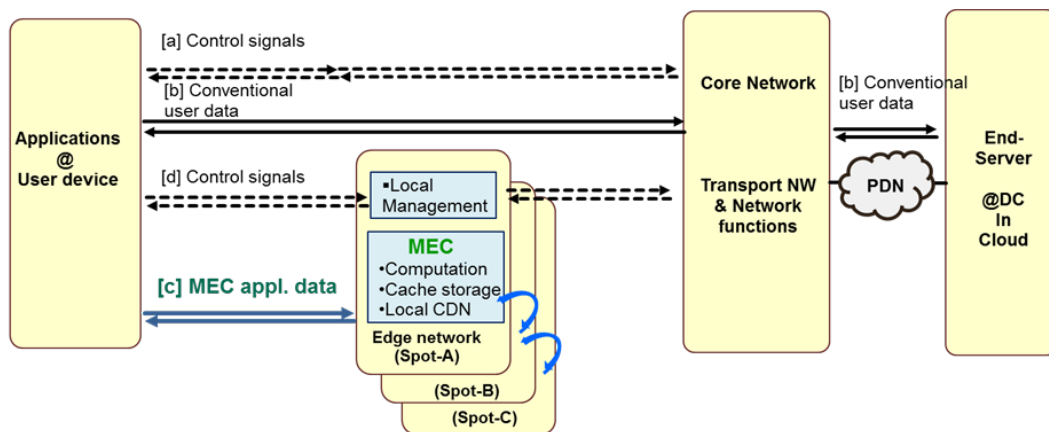 [a] Control signals
[b] Conventional
user data
Applications
@
User device
Core Network
Transport NW
& Network
functions
[b] Conventional
user data
PDN
End-
Server
@DC
In
Cloud
[d] Control signals
▪Local
Management
[c] MEC appl. data
MEC
•Computation
•Cache storage
•Local CDN
Edge network
(Spot-A)
(Spot-B)
(Spot-C)